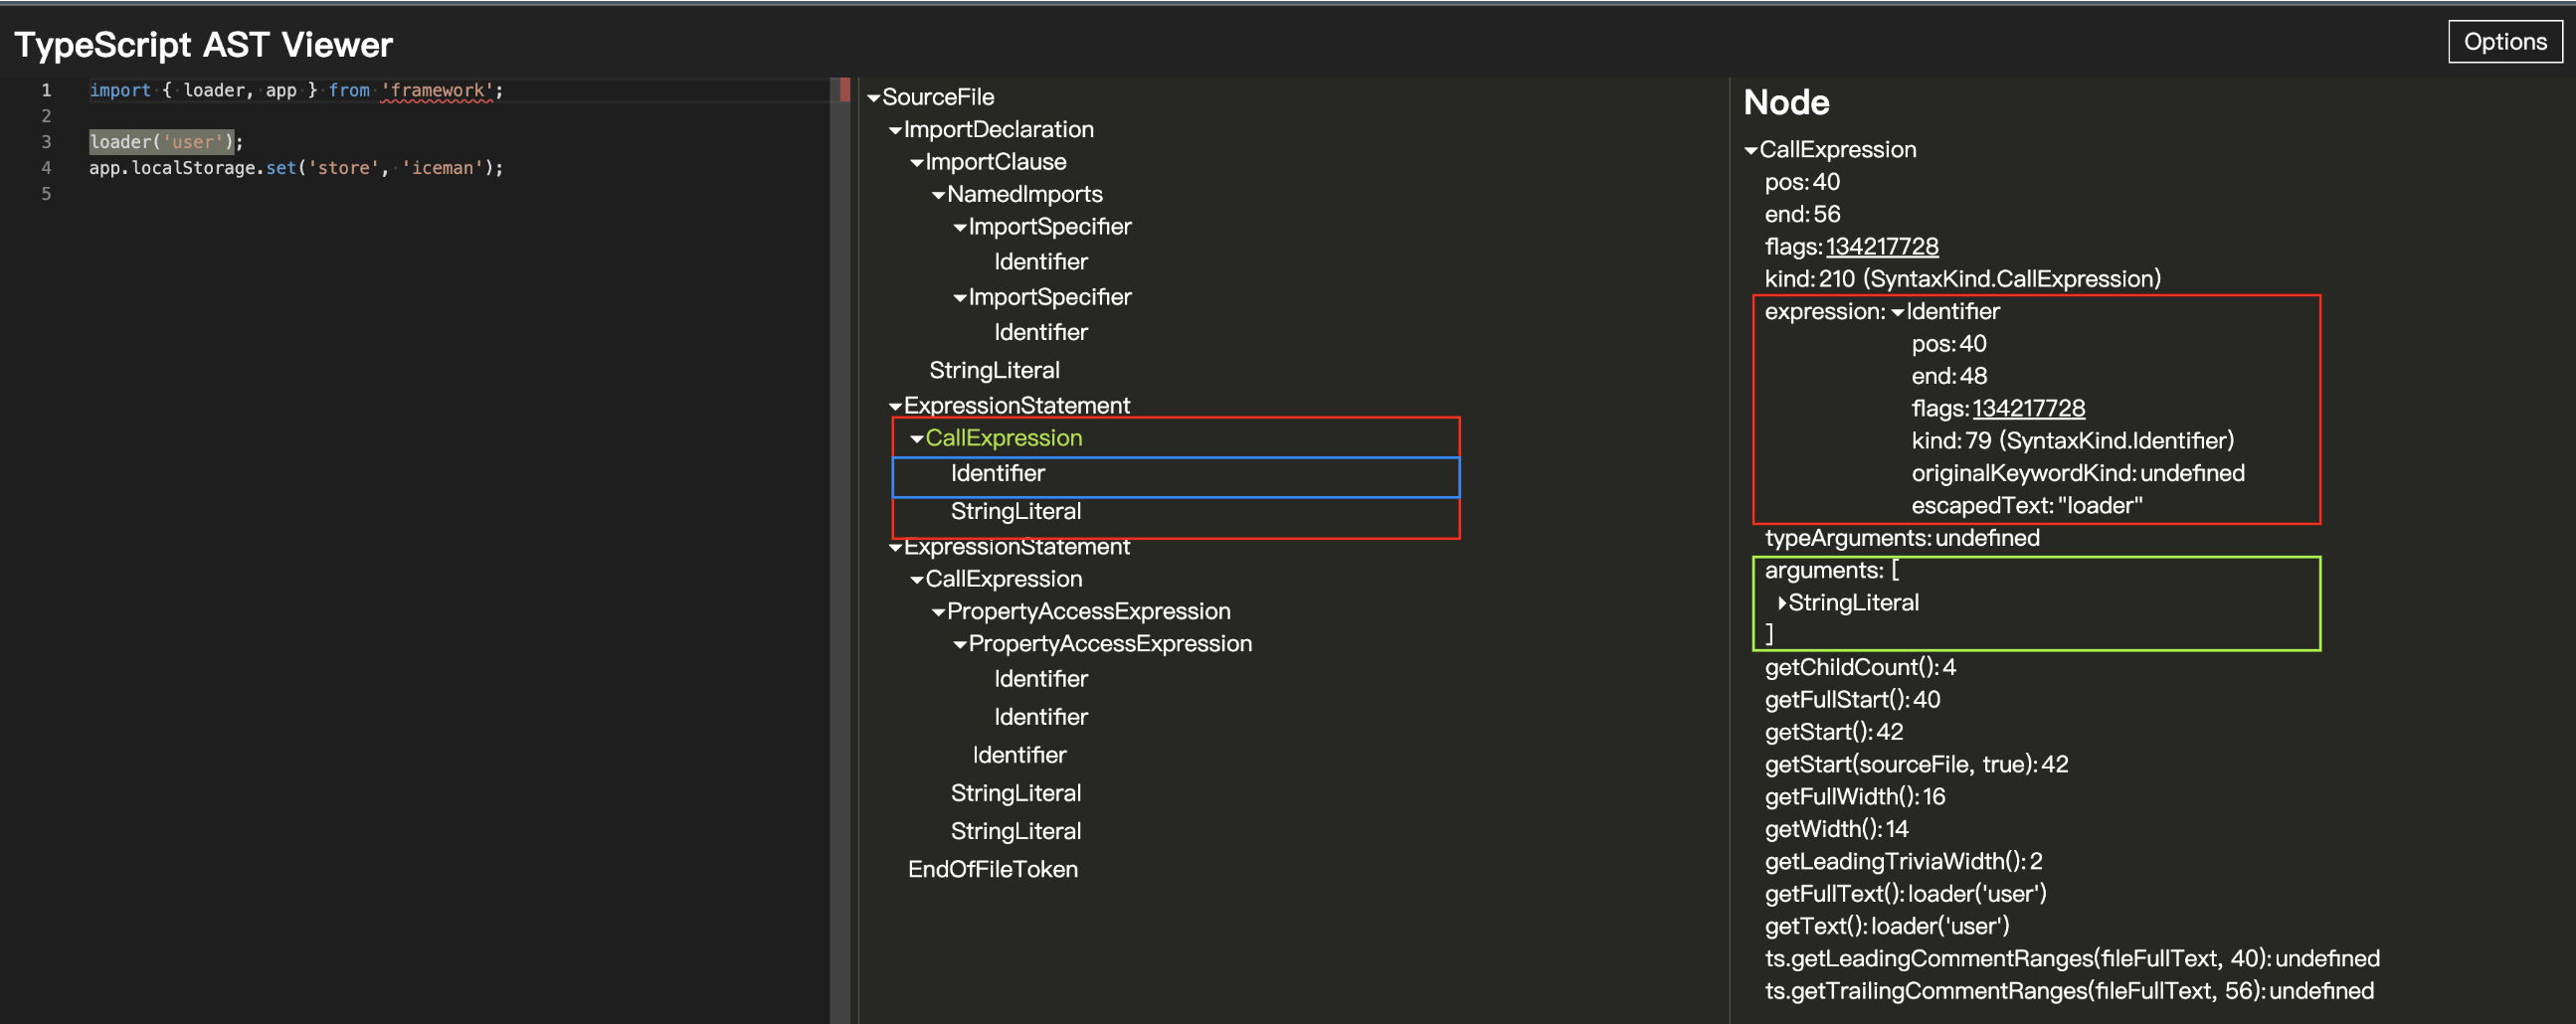 TypeScript AST Viewer
Options
1 import { loader, app } from 'framework';
2
3 loader('user');
4 app.localStorage.set('store', 'iceman');
5
SourceFile
ImportDeclaration
ImportClause
NamedImports
ImportSpecifier
Identifier
ImportSpecifier
Identifier
StringLiteral
ExpressionStatement
CallExpression
Identifier
StringLiteral
ExpressionStatement
CallExpression
PropertyAccessExpression
PropertyAccessExpression
Identifier
Identifier
Identifier
StringLiteral
StringLiteral
EndOfFileToken
Node
CallExpression
pos: 40
end: 56
flags: 134217728
kind: 210 (SyntaxKind.CallExpression)
expression: Identifier
pos: 40
end: 48
flags: 134217728
kind: 79 (SyntaxKind.Identifier)
originalKeywordKind: undefined
escapedText: "loader"
typeArguments: undefined
arguments: [
StringLiteral
]
getChildCount(): 4
getFullStart(): 40
getStart(): 42
getStart(sourceFile, true): 42
getFullWidth(): 16
getWidth(): 14
getLeadingTriviaWidth(): 2
getFullText(): loader('user')
getText(): loader('user')
ts.getLeadingCommentRanges(fileFullText, 40): undefined
ts.getTrailingCommentRanges(fileFullText, 56): undefined